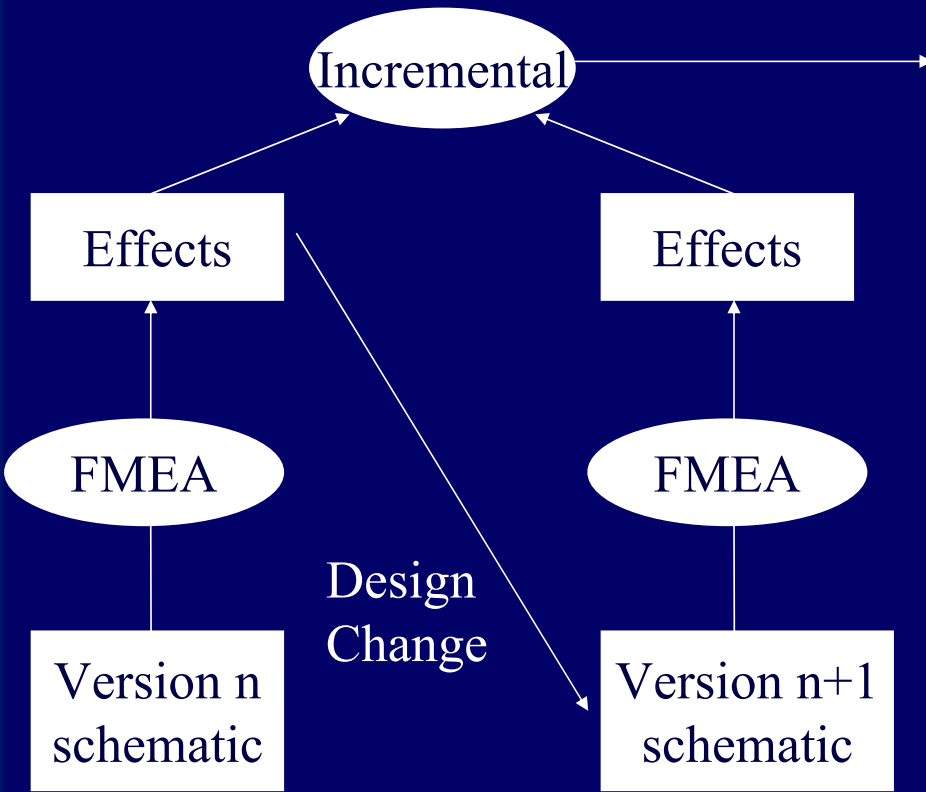 Incremental
Effects
Effects
FMEA
FMEA
Design
Change
Version n
schematic
Version n+1
schematic